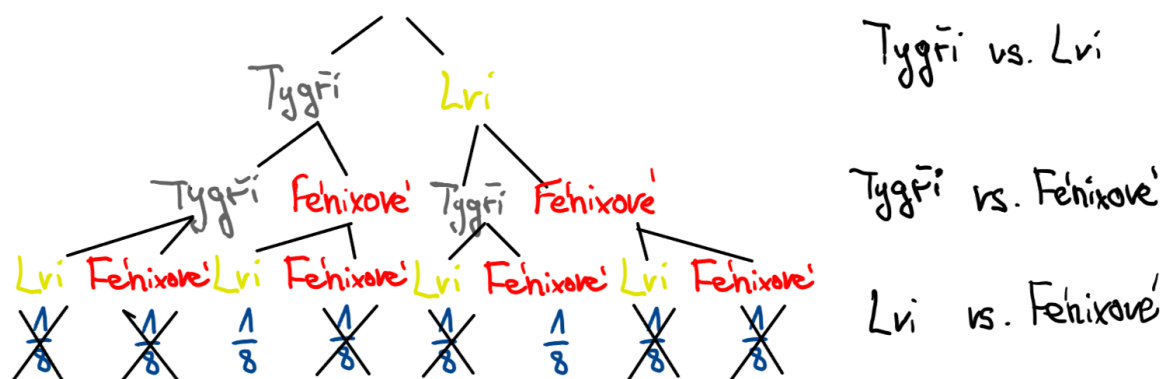 Tygři Lvi
Tygři Fénixové Tygři Fénixové
Lvi Fénixové Lvi Fénixové Lvi Fénixové Lvi Fénixové
1/8 1/8 1/8 1/8 1/8 1/8 1/8 1/8
Tygři vs. Lvi
Tygři vs. Fénixové
Lvi vs. Fénixové